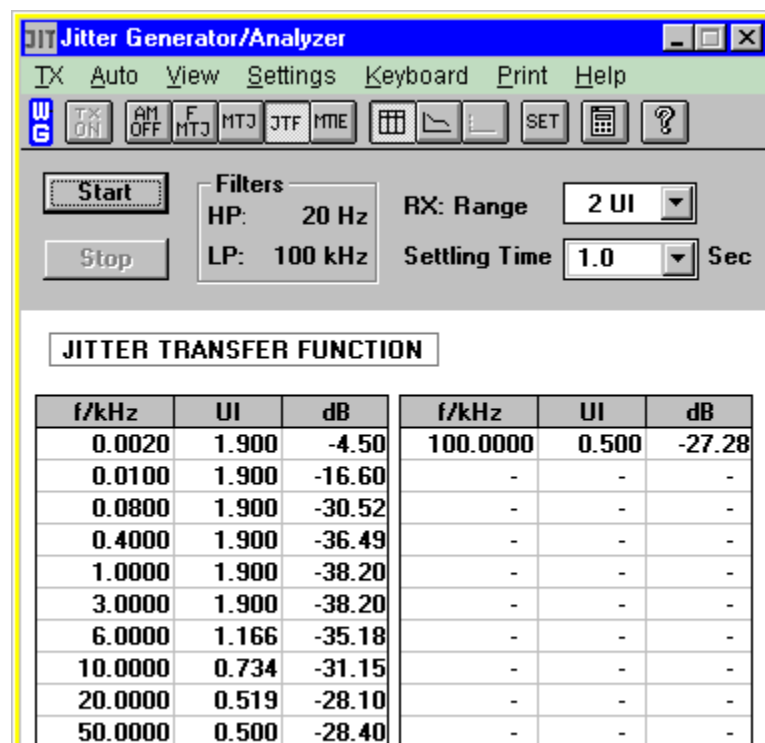 JIT Jitter Generator/Analyzer
TX Auto View Settings Keyboard Print Help
WG TX ON AM OFF F MTJ MTJ JTF MTIE SET ?
Start Filters
HP: 20 Hz RX: Range 2 UI
Stop LP: 100 kHz Settling Time 1.0 Sec
JITTER TRANSFER FUNCTION
f/kHz UI dB f/kHz UI dB
0.0020 1.900 -4.50 100.0000 0.500 -27.28
0.0100 1.900 -16.60 - - -
0.0800 1.900 -30.52 - - -
0.4000 1.900 -36.49 - - -
1.0000 1.900 -38.20 - - -
3.0000 1.900 -38.20 - - -
6.0000 1.166 -35.18 - - -
10.0000 0.734 -31.15 - - -
20.0000 0.519 -28.10 - - -
50.0000 0.500 -28.40 - - -